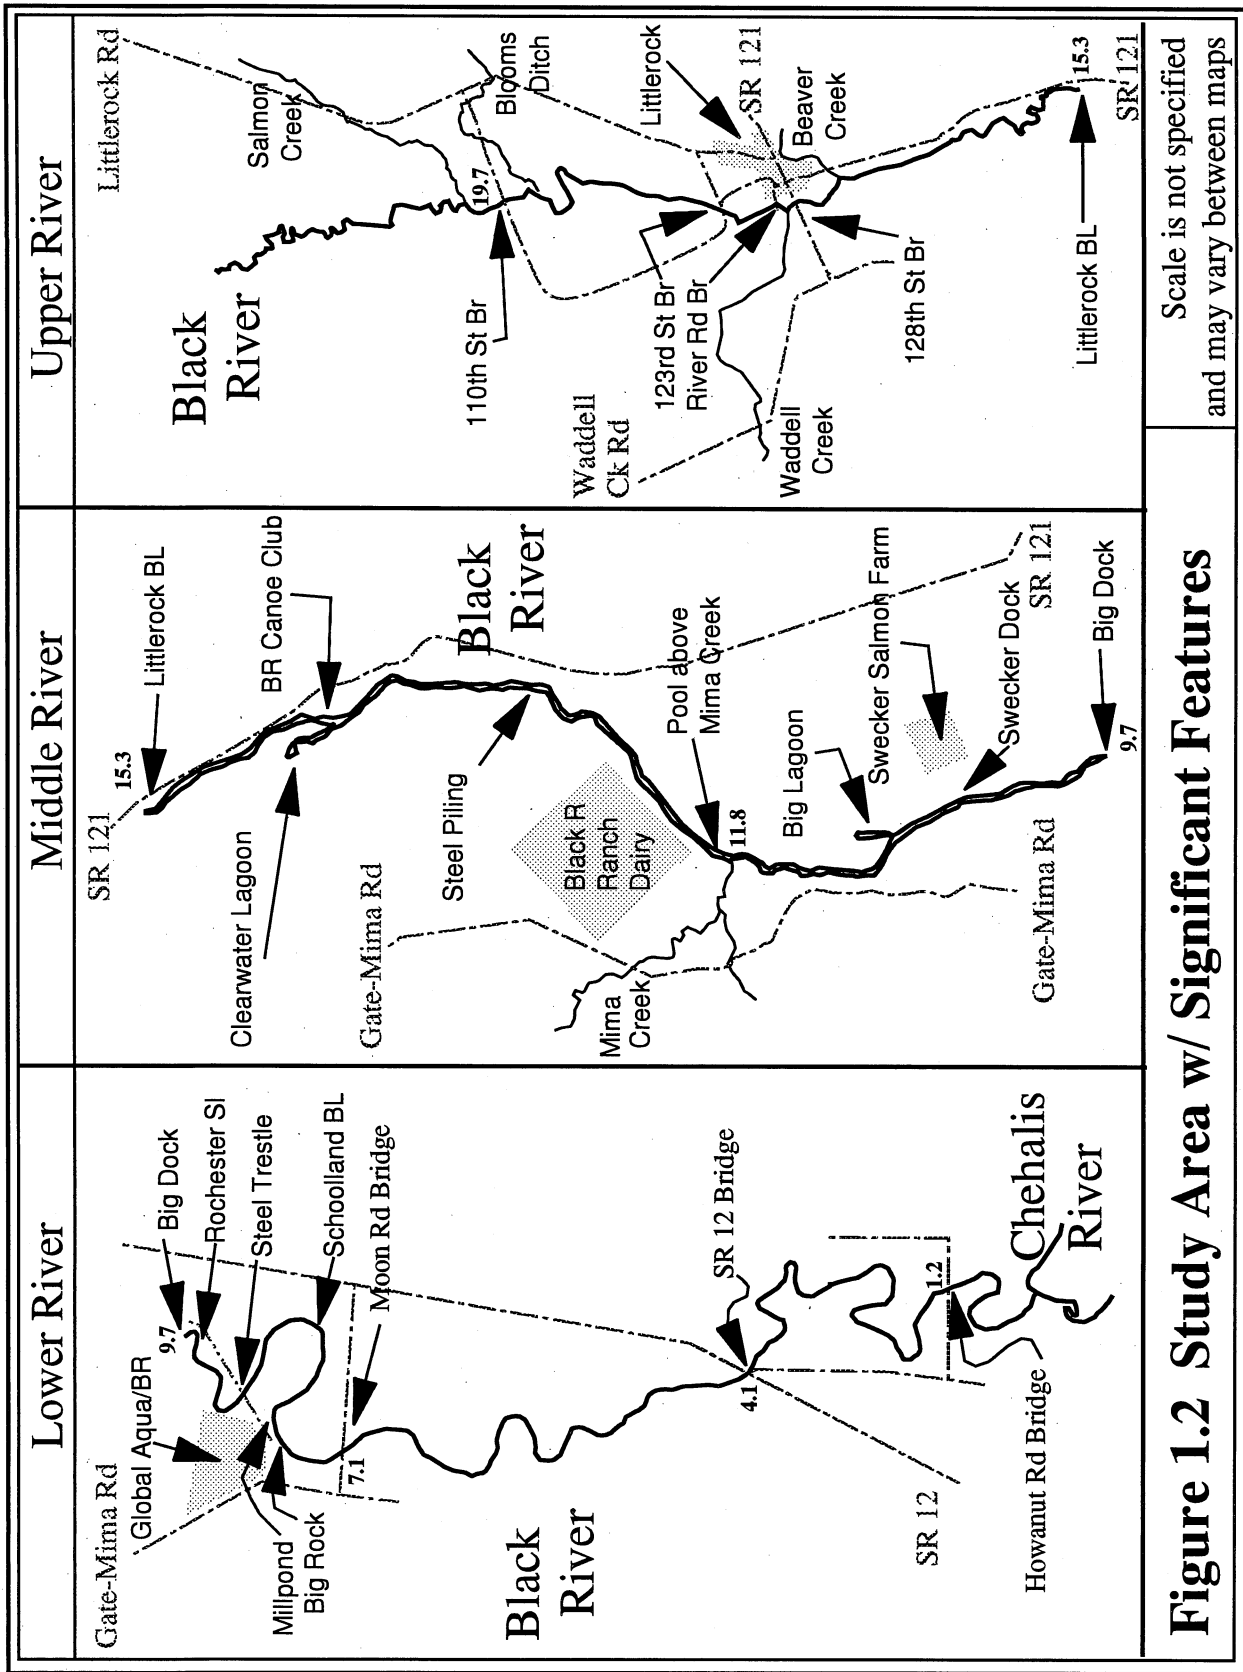 Lower River
Gate-Mima Rd
Global Aqua/BR
9.7
Big Dock
Rochester Sl
Steel Trestle
Schoolland BL
Moon Rd Bridge
Millpond
Big Rock
7.1
Black
River
SR 12 Bridge
4.1
SR 12
1.2
Howanut Rd Bridge
Chehalis
River
Middle River
SR 121
15.3
Littlerock BL
BR Canoe Club
Clearwater Lagoon
Gate-Mima Rd
Black
River
Steel Piling
Black R
Ranch
Dairy
Pool above
Mima Creek
11.8
Mima
Creek
Big Lagoon
Swecker Salmon Farm
Swecker Dock
SR 121
Gate-Mima Rd
Big Dock
9.7
Upper River
Littlerock Rd
Salmon
Creek
Black
River
19.7
Blooms
Ditch
110th St Br
Littlerock
SR 121
Waddell
Ck Rd
123rd St Br
River Rd Br
Beaver
Creek
Waddell
Creek
128th St Br
15.3
Littlerock BL
SR 121
Figure 1.2 Study Area w/ Significant Features
Scale is not specified
and may vary between maps